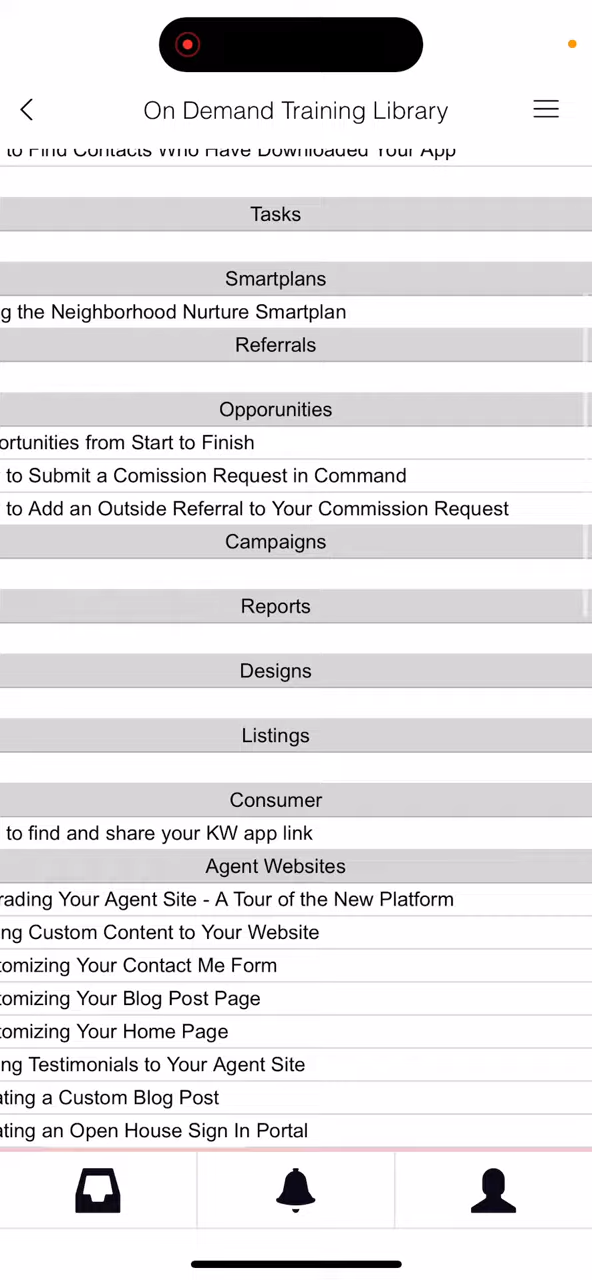 On Demand Training Library
to Find Contacts Who Have Downloaded Your App
Tasks
Smartplans
g the Neighborhood Nurture Smartplan
Referrals
Opporunities
ortunities from Start to Finish
to Submit a Comission Request in Command
to Add an Outside Referral to Your Commission Request
Campaigns
Reports
Designs
Listings
Consumer
to find and share your KW app link
Agent Websites
rading Your Agent Site - A Tour of the New Platform
ng Custom Content to Your Website
tomizing Your Contact Me Form
tomizing Your Blog Post Page
tomizing Your Home Page
ng Testimonials to Your Agent Site
ating a Custom Blog Post
ating an Open House Sign In Portal